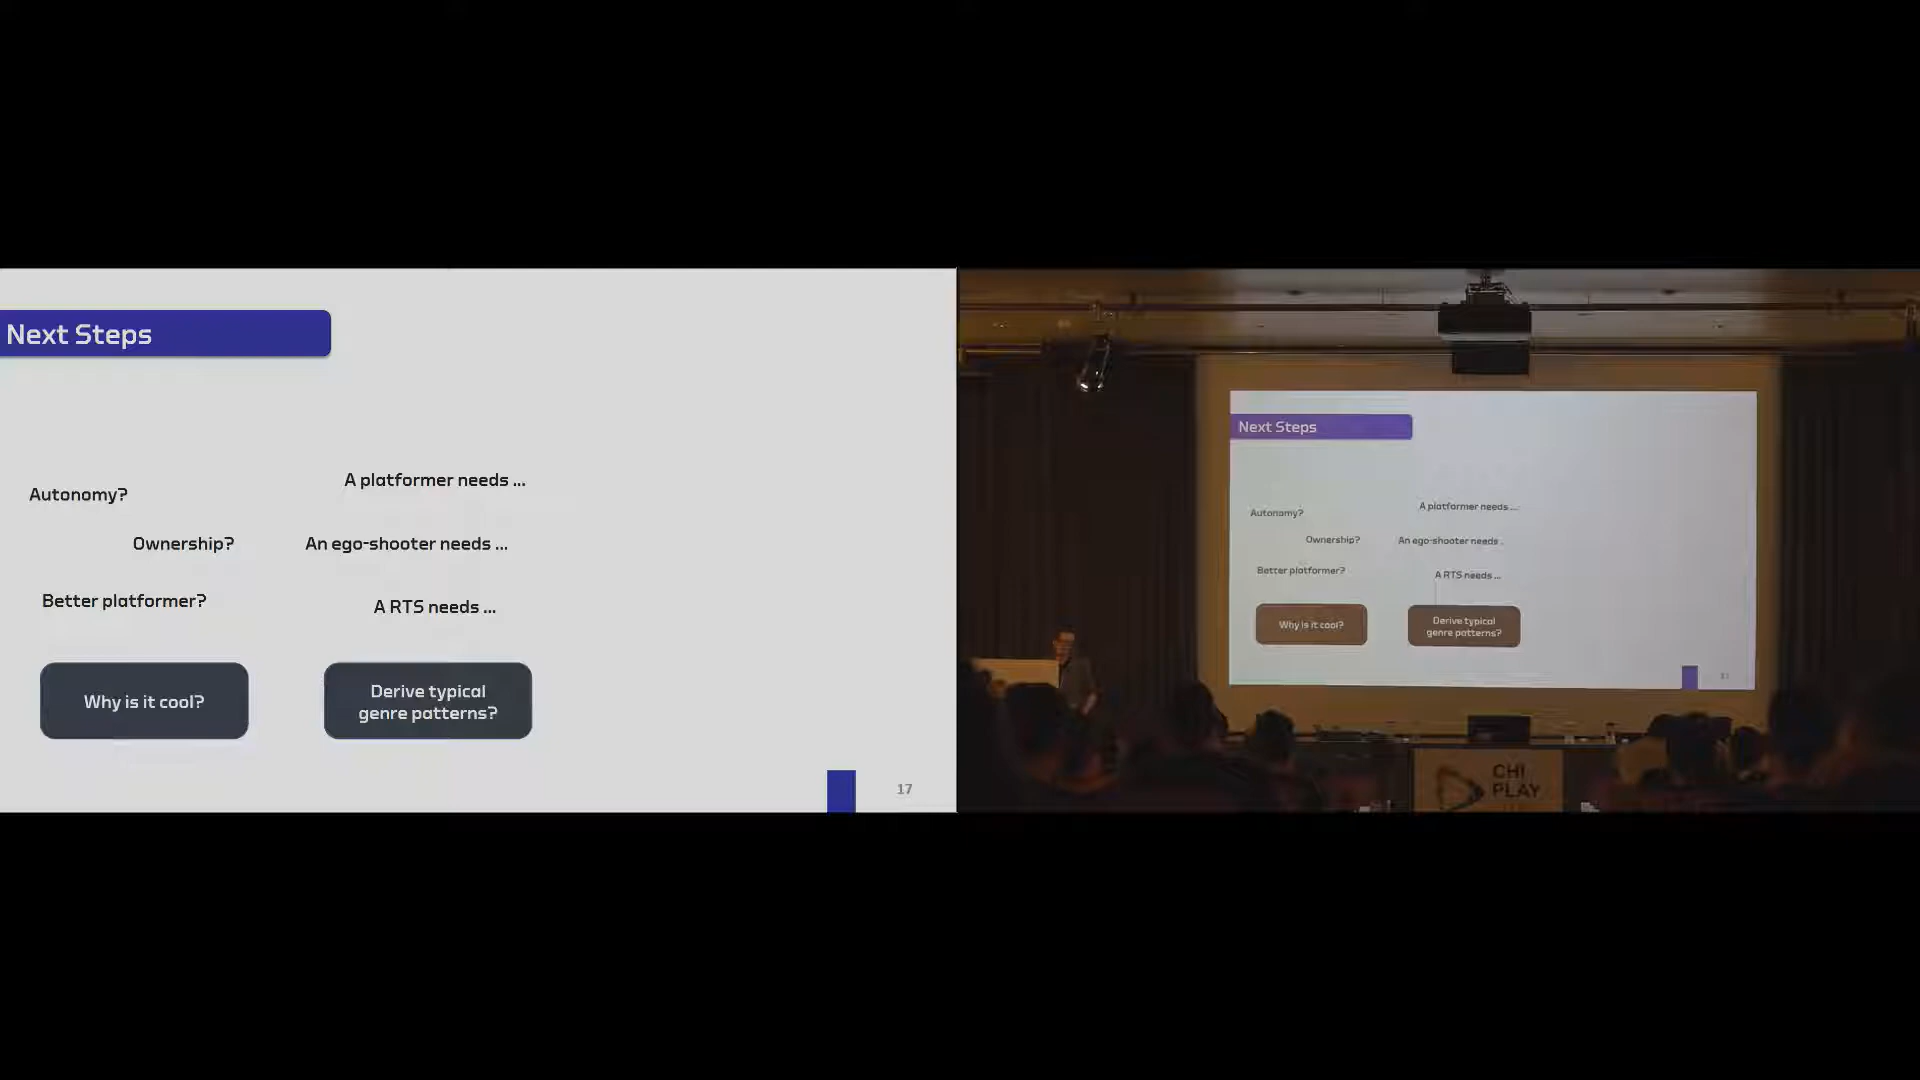 Next Steps
Autonomy?
Ownership?
Better platformer?
Why is it cool?
A platformer needs ...
An ego-shooter needs ...
A RTS needs ...
Derive typical
genre patterns?
17
Next Steps
Autonomy?
Ownership?
Better platformer?
Why is it cool?
A platformer needs ...
An ego-shooter needs ..
A RTS needs ...
Derive typical
genre patterns?
17
CHI
PLAY